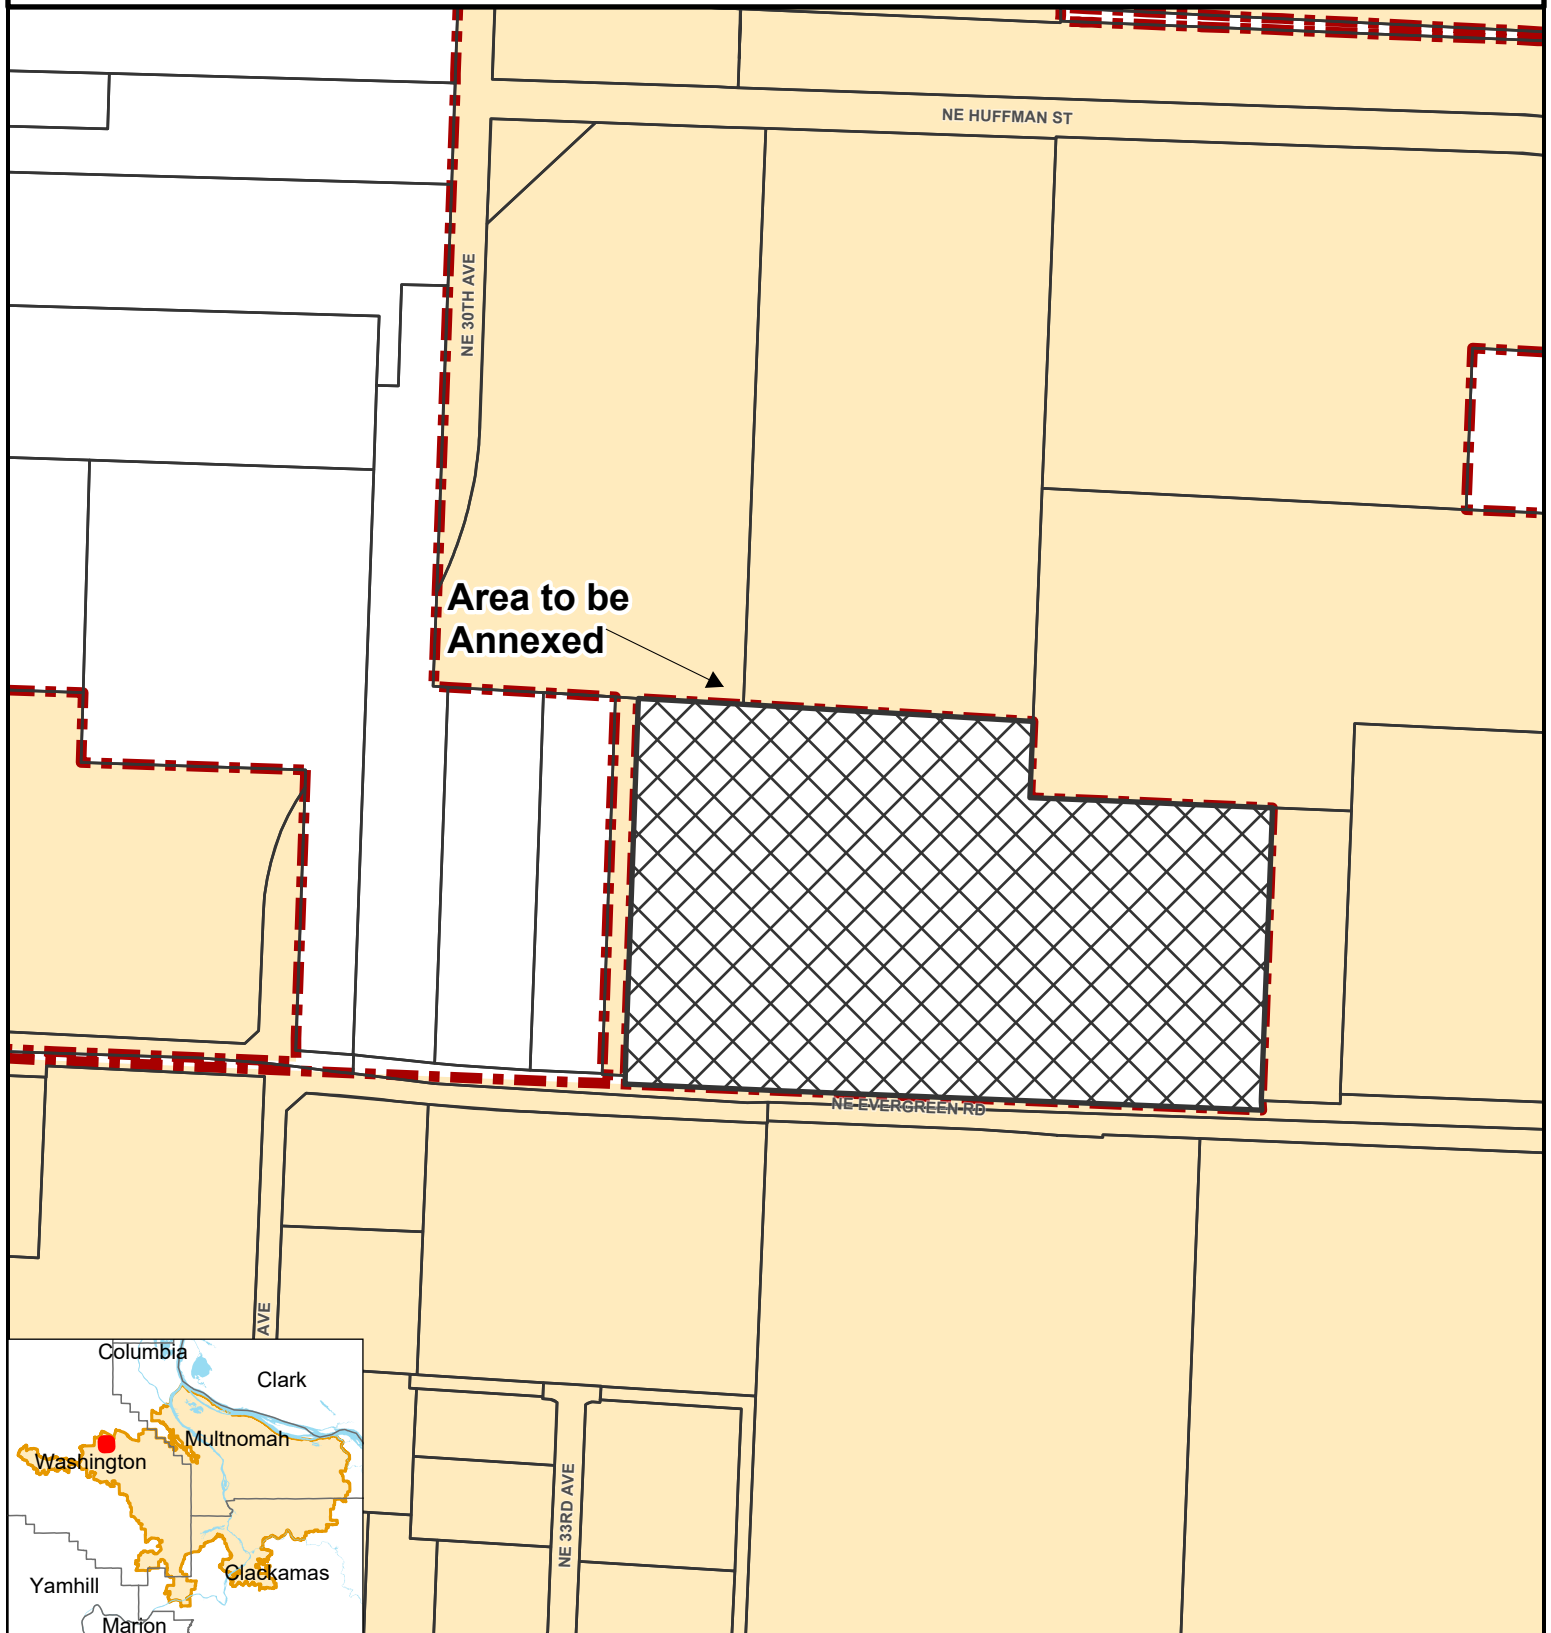 NE HUFFMAN ST
NE 30TH AVE
Area to be
Annexed
NE EVERGREEN RD
AVE
NE 33RD AVE
Columbia
Clark
Multnomah
Washington
Clackamas
Yamhill
Marion